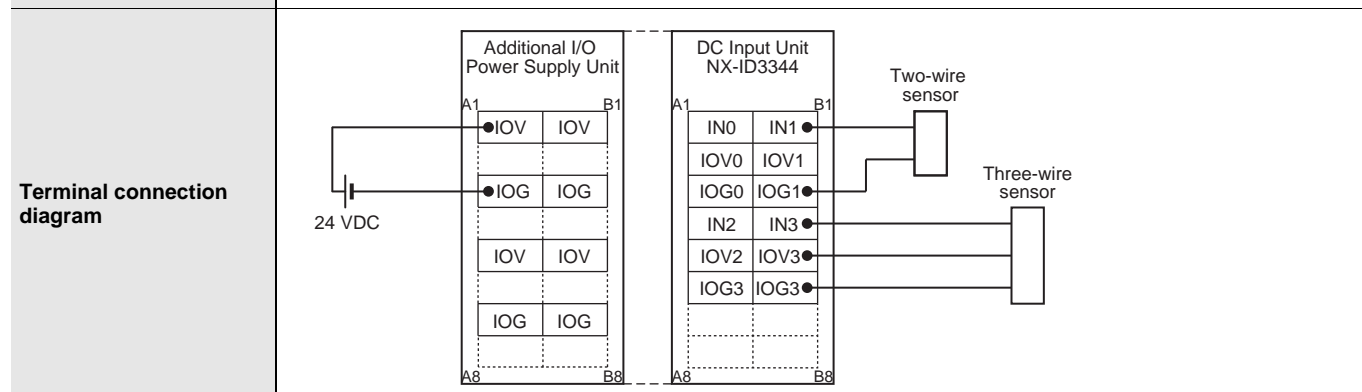 Terminal connection
diagram
Additional I/O
Power Supply Unit
A1 B1
IOV IOV
IOG IOG
IOV IOV
IOG IOG
A8 B8
24 VDC
DC Input Unit
NX-ID3344
A1 B1
IN0 IN1
IOV0 IOV1
IOG0 IOG1
IN2 IN3
IOV2 IOV3
IOG3 IOG3
A8 B8
Two-wire
sensor
Three-wire
sensor